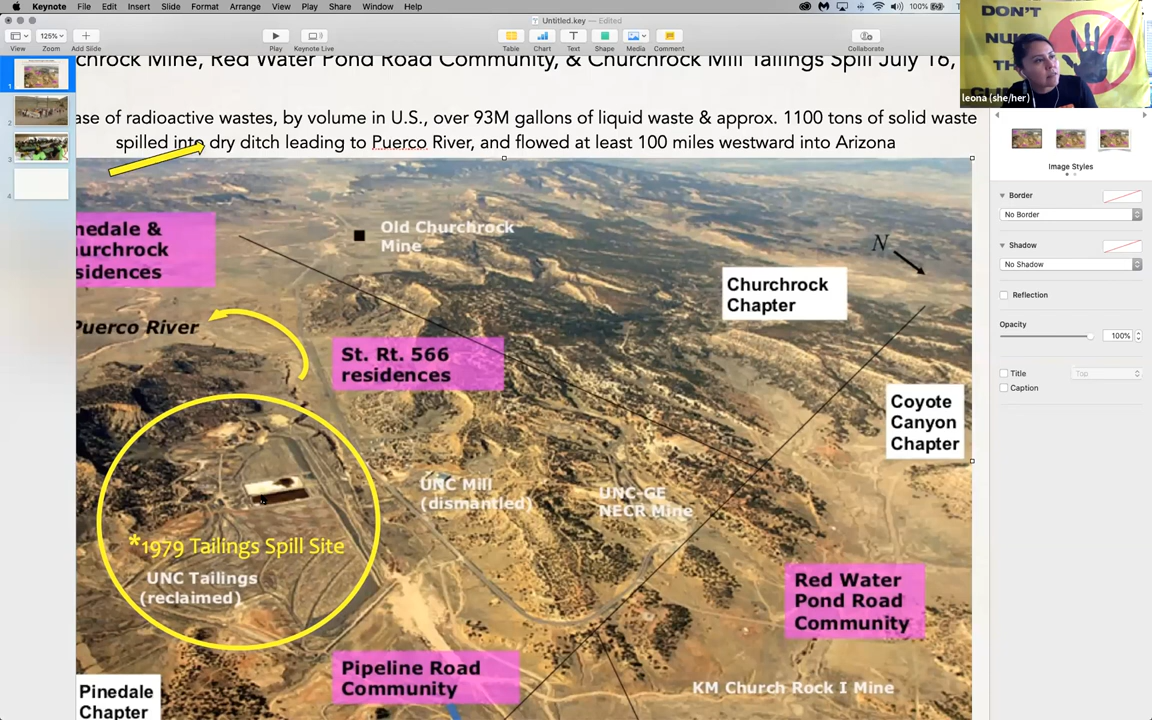 Keynote File Edit Insert Slide Format Arrange View Play Share Window Help 100%
Untitled.key — Edited
125%
View Zoom Add Slide Play Keynote Live Table Chart Text Shape Media Comment Collaborate
DON'T
leona (she/her)
1
2
3
4
chrock Mine, Red Water Pond Road Community, & Churchrock Mill Tailings Spill July 16,
ase of radioactive wastes, by volume in U.S., over 93M gallons of liquid waste & approx. 1100 tons of solid waste
spilled into dry ditch leading to Puerco River, and flowed at least 100 miles westward into Arizona
nedale &
hurchrock
sidences
Old Churchrock
Mine
N
Churchrock
Chapter
Puerco River
St. Rt. 566
residences
Coyote
Canyon
Chapter
UNC Mill
(dismantled)
UNC-GE
NECR Mine
*1979 Tailings Spill Site
UNC Tailings
(reclaimed)
Red Water
Pond Road
Community
Pipeline Road
Community
KM Church Rock I Mine
Pinedale
Chapter
Image Styles
Border
No Border
Shadow
No Shadow
Reflection
Opacity
100%
Title Top
Caption